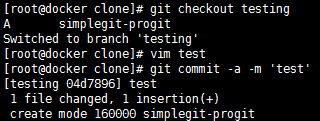 [root@docker clone]# git checkout testing
A       simplegit-progit
Switched to branch 'testing'
[root@docker clone]# vim test
[root@docker clone]# git commit -a -m 'test'
[testing 04d7896] test
 1 file changed, 1 insertion(+)
 create mode 160000 simplegit-progit